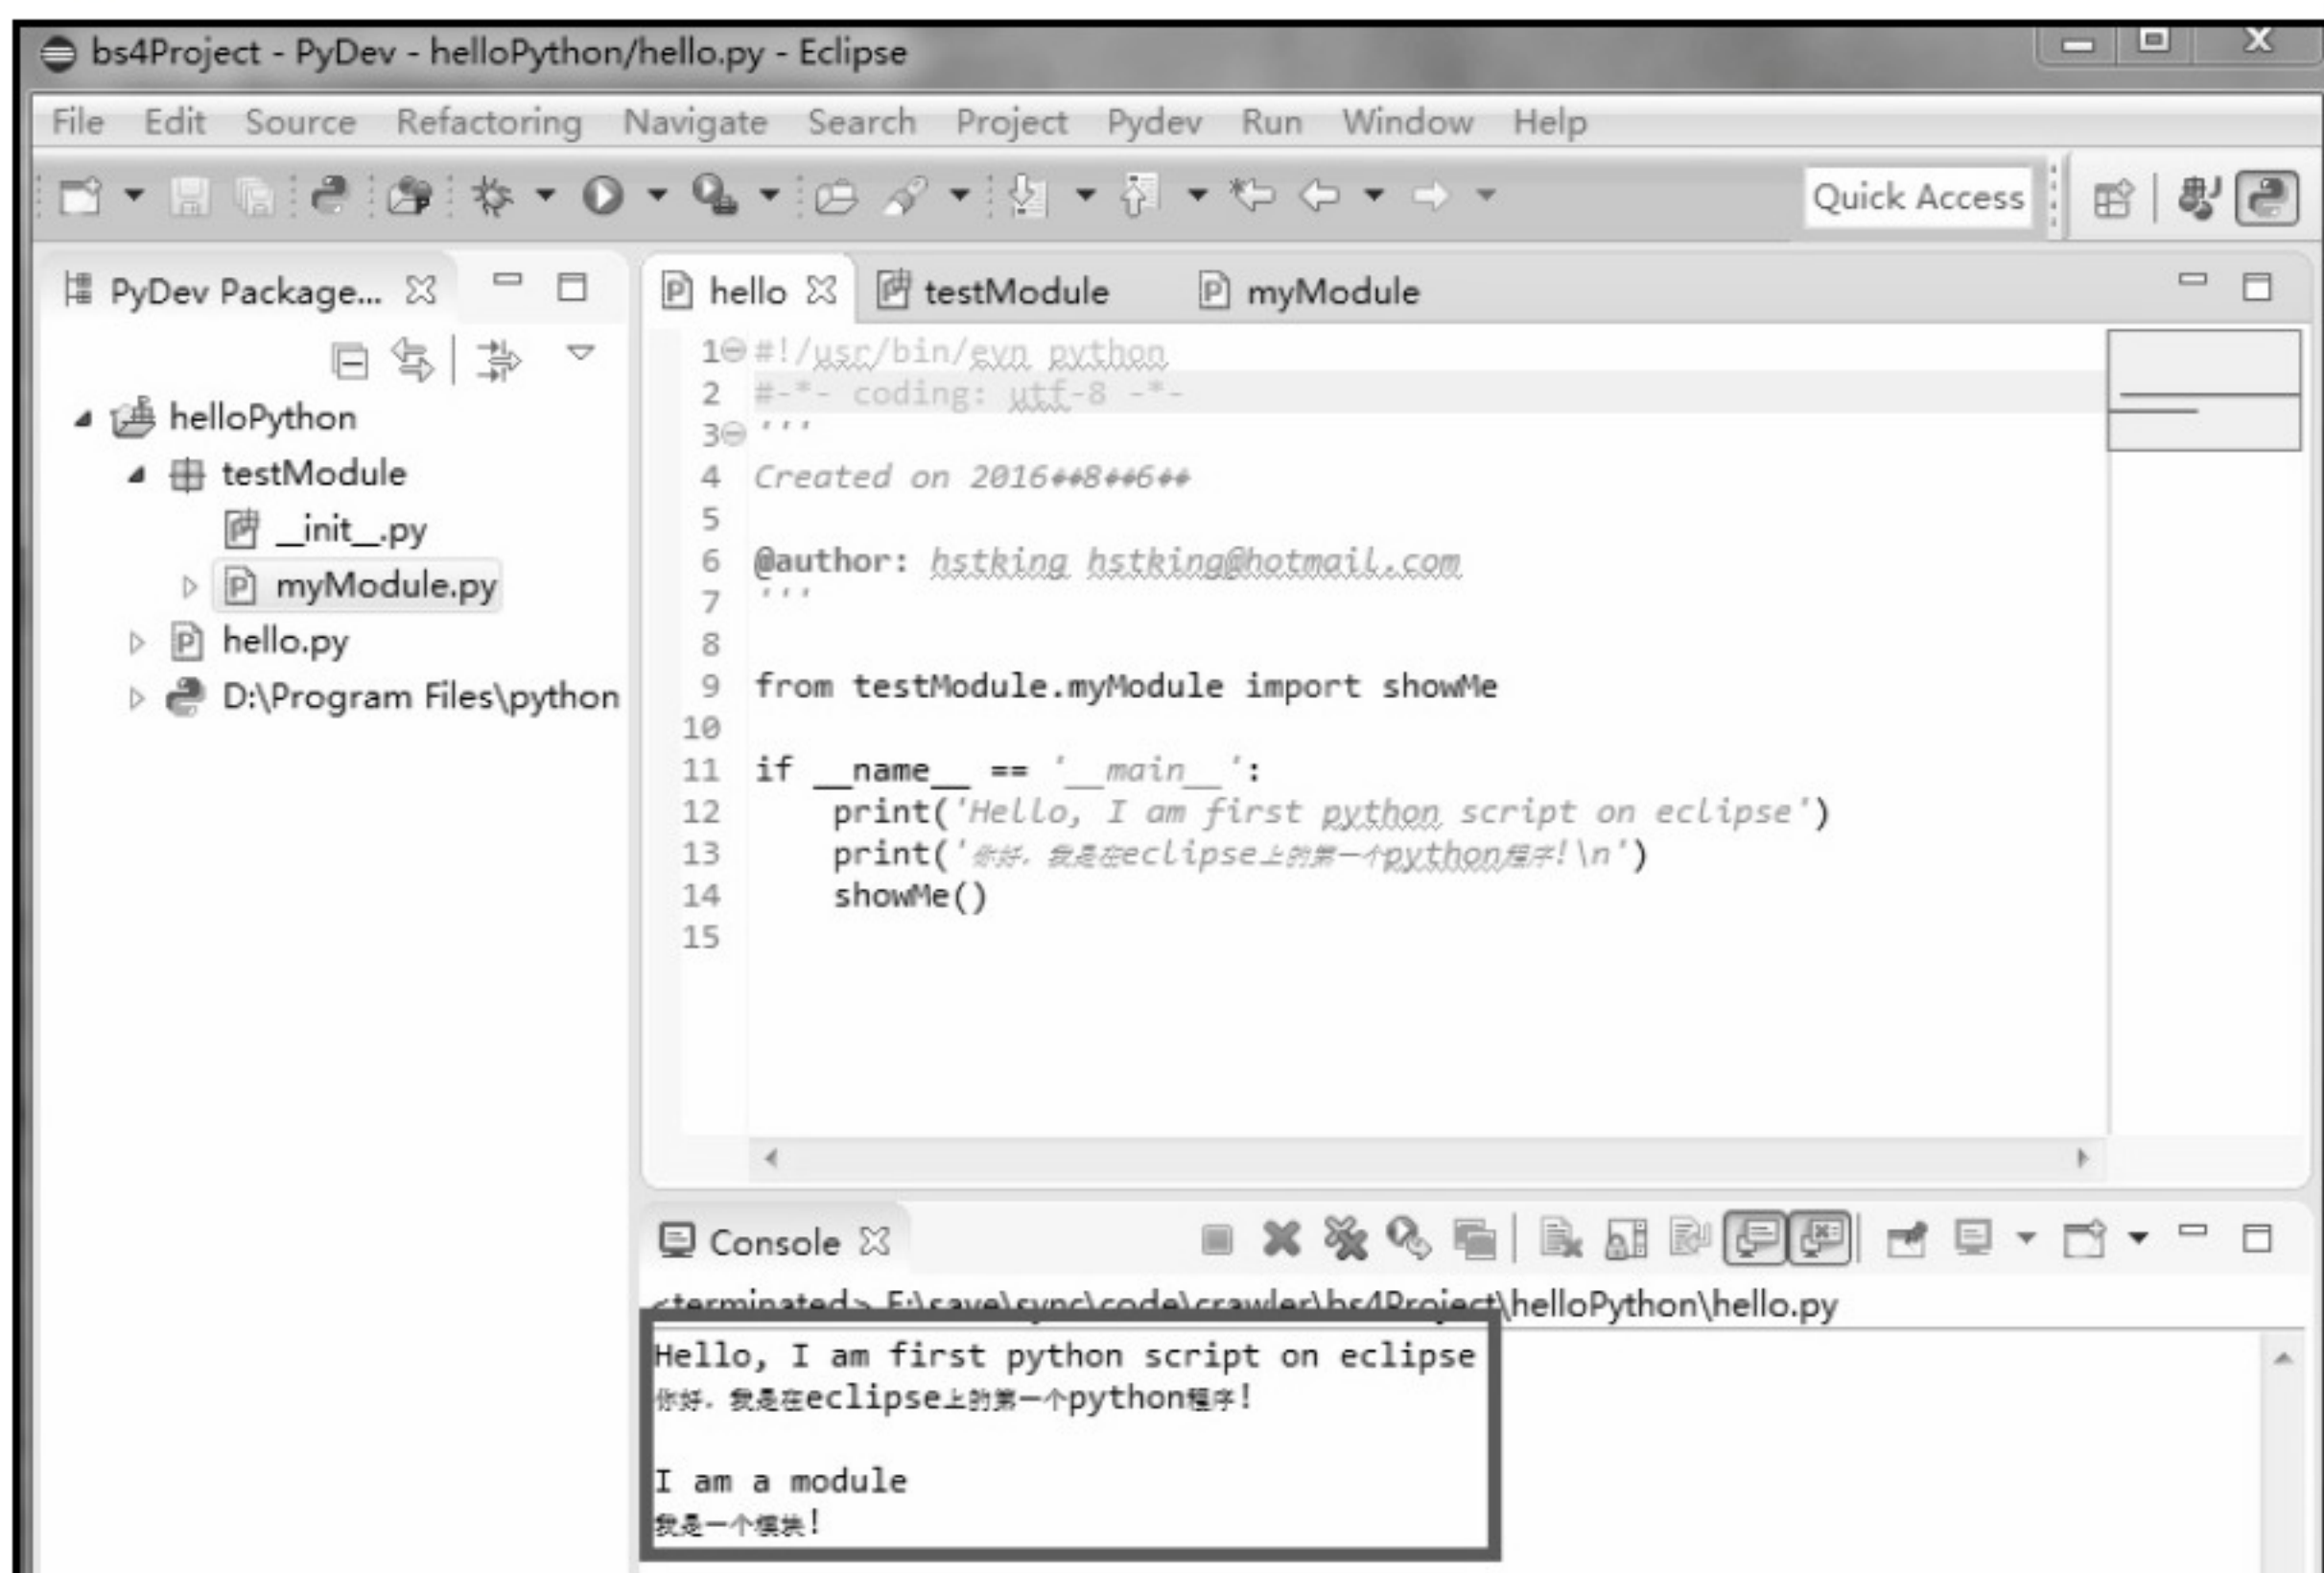 bs4Project - PyDev - helloPython/hello.py - Eclipse
File Edit Source Refactoring Navigate Search Project Pydev Run Window Help
Quick Access
PyDev Package...
helloPython
testModule
__init__.py
myModule.py
hello.py
D:\Program Files\python
hello testModule myModule
1 #!/usr/bin/evn python
2 #-*- coding: utf-8 -*-
3 '''
4 Created on 2016
5
6 @author: hstking hstking@hotmail.com
7 '''
8
9 from testModule.myModule import showMe
10
11 if __name__ == '__main__':
12 print('Hello, I am first python script on eclipse')
13 print('你好，我是在eclipse上的第一个python程序!\n')
14 showMe()
15
Console
<terminated> E:\save\sync\code\crawler\bs4Project\helloPython\hello.py
Hello, I am first python script on eclipse
你好，我是在eclipse上的第一个python程序!
I am a module
我是一个模块!